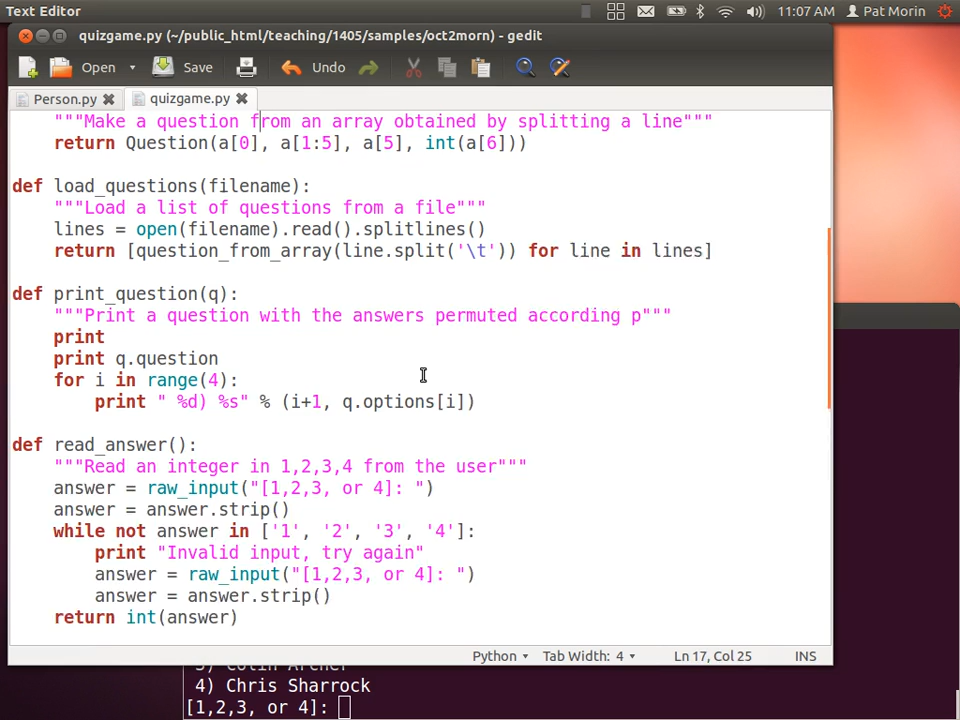 Text Editor 11:07 AM Pat Morin
quizgame.py (~/public_html/teaching/1405/samples/oct2morn) - gedit
Open Save Undo
Person.py quizgame.py
"""Make a question from an array obtained by splitting a line"""
return Question(a[0], a[1:5], a[5], int(a[6]))
def load_questions(filename):
"""Load a list of questions from a file"""
lines = open(filename).read().splitlines()
return [question_from_array(line.split('\t')) for line in lines]
def print_question(q):
"""Print a question with the answers permuted according p"""
print
print q.question
for i in range(4):
print " %d) %s" % (i+1, q.options[i])
def read_answer():
"""Read an integer in 1,2,3,4 from the user"""
answer = raw_input("[1,2,3, or 4]: ")
answer = answer.strip()
while not answer in ['1', '2', '3', '4']:
print "Invalid input, try again"
answer = raw_input("[1,2,3, or 4]: ")
answer = answer.strip()
return int(answer)
Python Tab Width: 4 Ln 17, Col 25 INS
3) Colin Archer
4) Chris Sharrock
[1,2,3, or 4]: